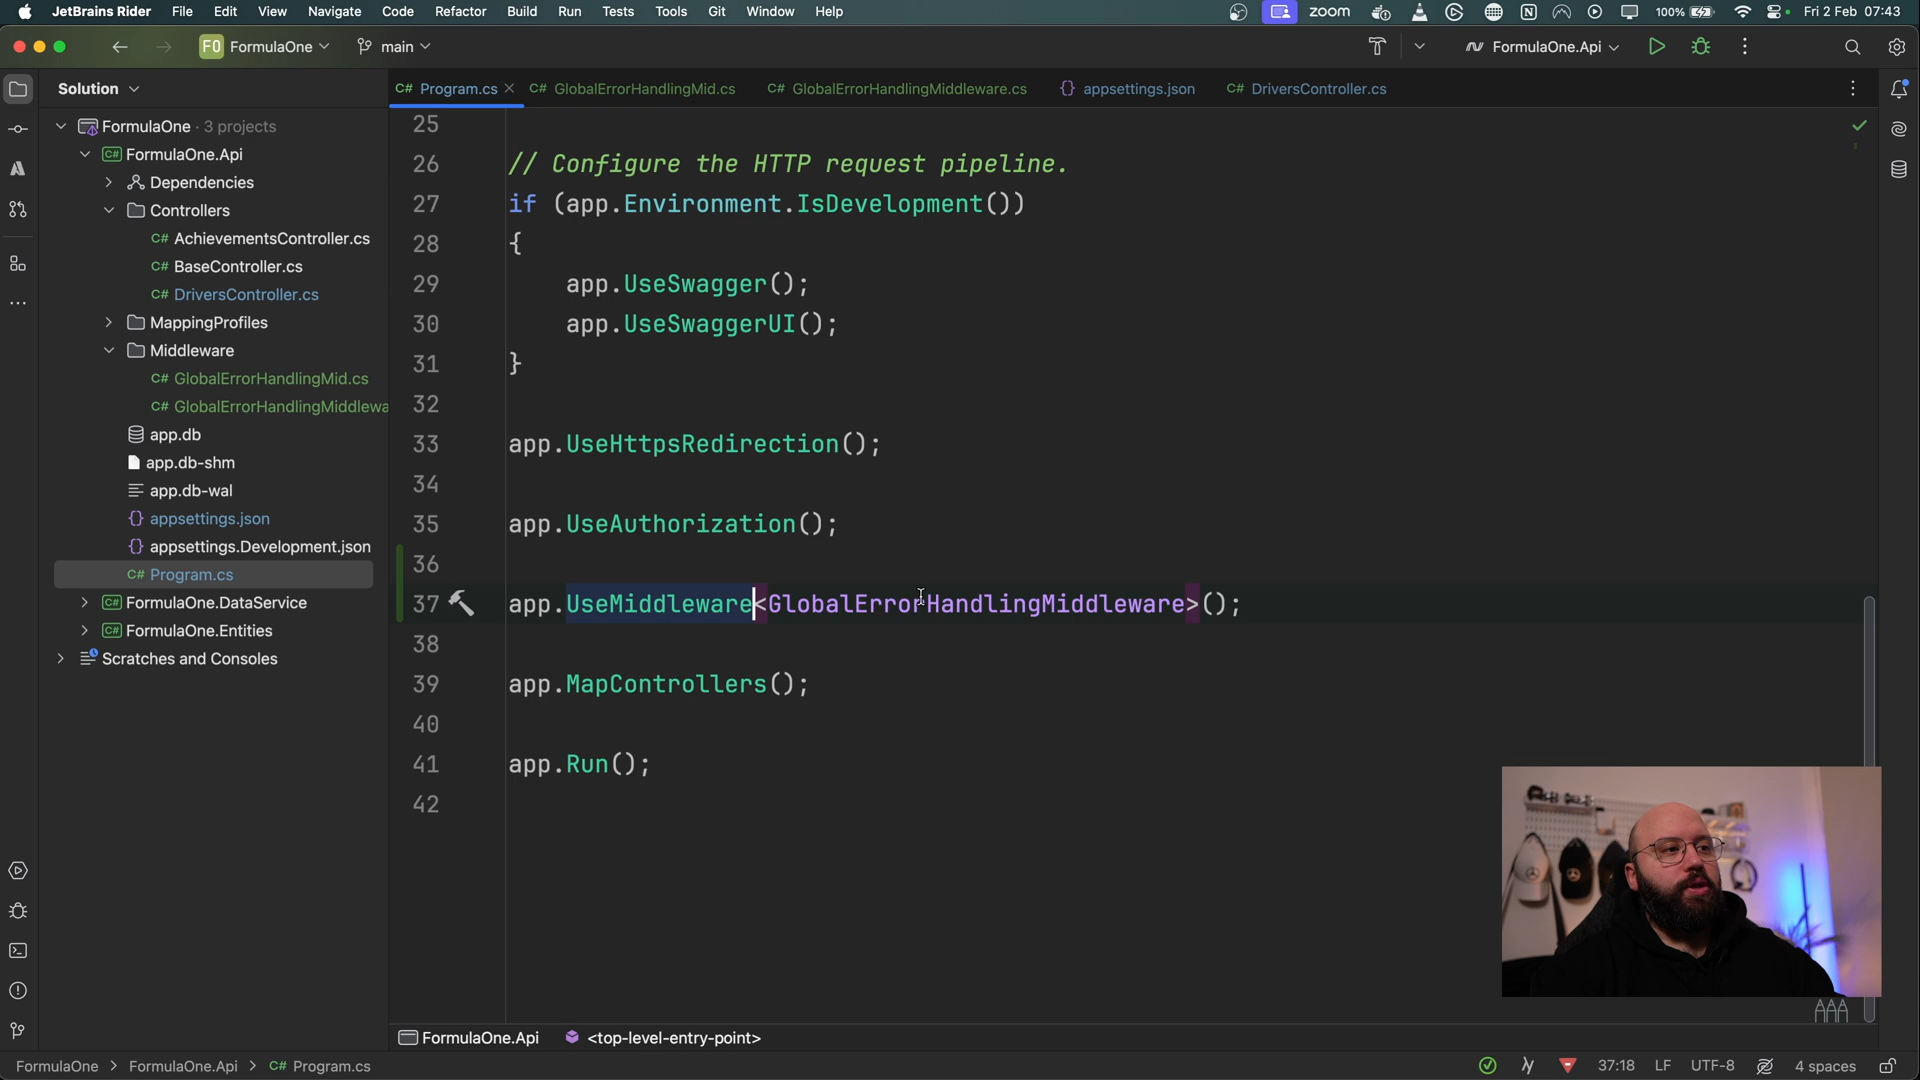 JetBrains Rider File Edit View Navigate Code Refactor Build Run Tests Tools Git Window Help zoom 100% Fri 2 Feb 07:43
FO FormulaOne main FormulaOne.Api
Solution
C# Program.cs C# GlobalErrorHandlingMid.cs C# GlobalErrorHandlingMiddleware.cs {} appsettings.json C# DriversController.cs
FormulaOne · 3 projects
C# FormulaOne.Api
Dependencies
Controllers
C# AchievementsController.cs
C# BaseController.cs
C# DriversController.cs
MappingProfiles
Middleware
C# GlobalErrorHandlingMid.cs
C# GlobalErrorHandlingMiddlewa
app.db
app.db-shm
app.db-wal
{} appsettings.json
{} appsettings.Development.json
C# Program.cs
C# FormulaOne.DataService
C# FormulaOne.Entities
Scratches and Consoles
25
26 // Configure the HTTP request pipeline.
27 if (app.Environment.IsDevelopment())
28 {
29 app.UseSwagger();
30 app.UseSwaggerUI();
31 }
32
33 app.UseHttpsRedirection();
34
35 app.UseAuthorization();
36
37 app.UseMiddleware<GlobalErrorHandlingMiddleware>();
38
39 app.MapControllers();
40
41 app.Run();
42
FormulaOne.Api <top-level-entry-point>
FormulaOne > FormulaOne.Api > C# Program.cs 37:18 LF UTF-8 4 spaces